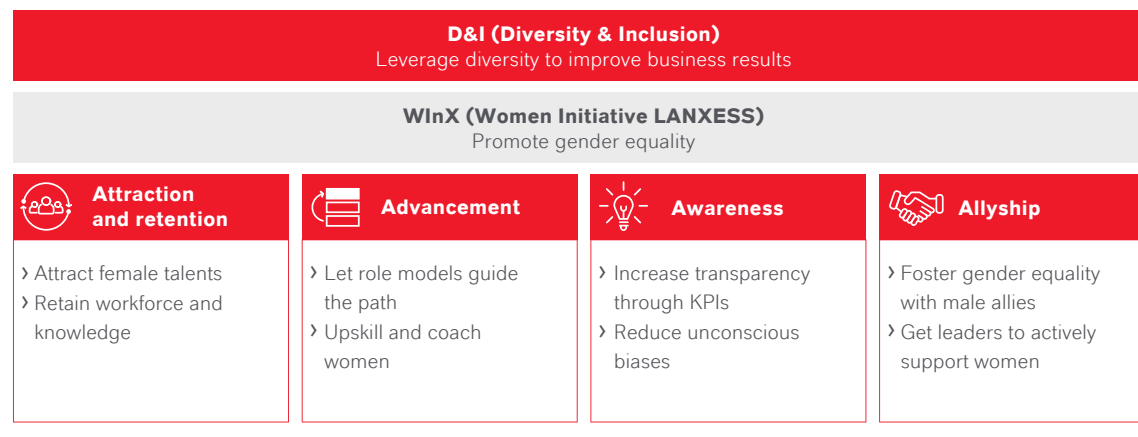 D&I (Diversity & Inclusion)
Leverage diversity to improve business results
WInX (Women Initiative LANXESS)
Promote gender equality
Attraction
and retention
› Attract female talents
› Retain workforce and
knowledge
Advancement
› Let role models guide
the path
› Upskill and coach
women
Awareness
› Increase transparency
through KPIs
› Reduce unconscious
biases
Allyship
› Foster gender equality
with male allies
› Get leaders to actively
support women